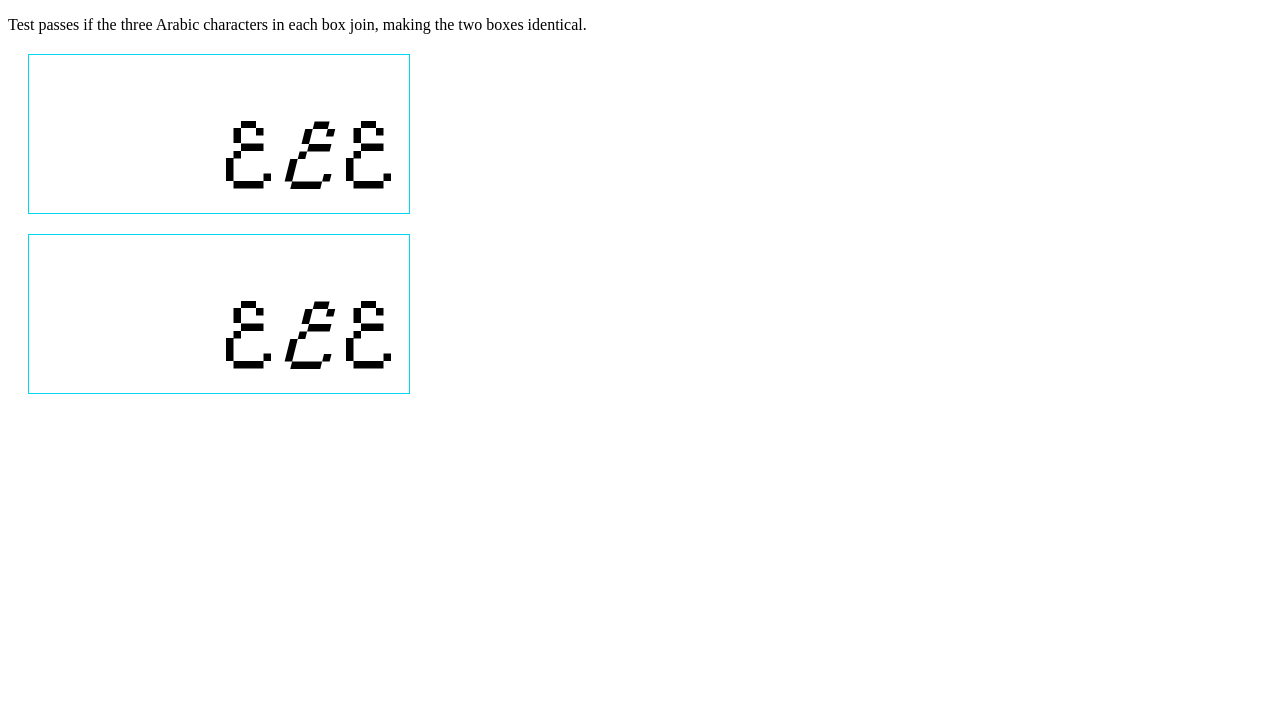 Test passes if the three Arabic characters in each box join, making the two boxes identical.
ع ع ع
ع ع ع